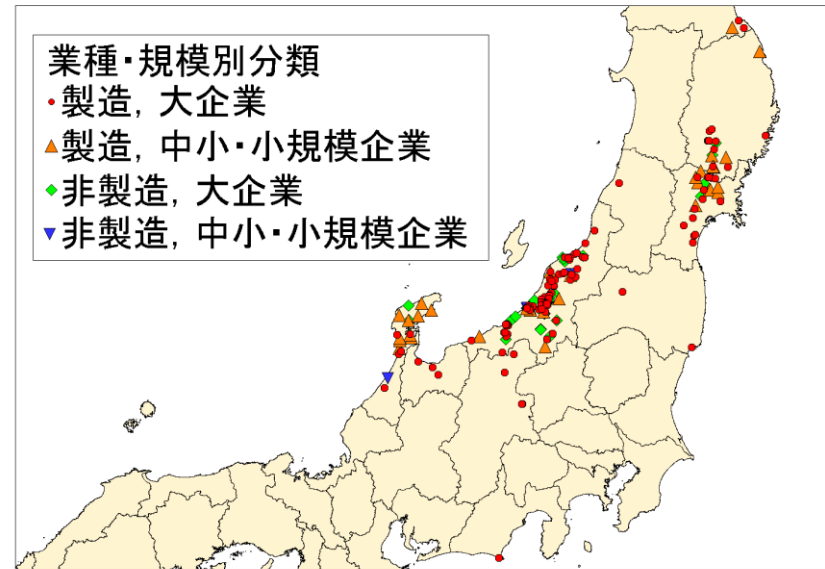 業種・規模別分類
製造, 大企業
製造, 中小・小規模企業
非製造, 大企業
非製造, 中小・小規模企業